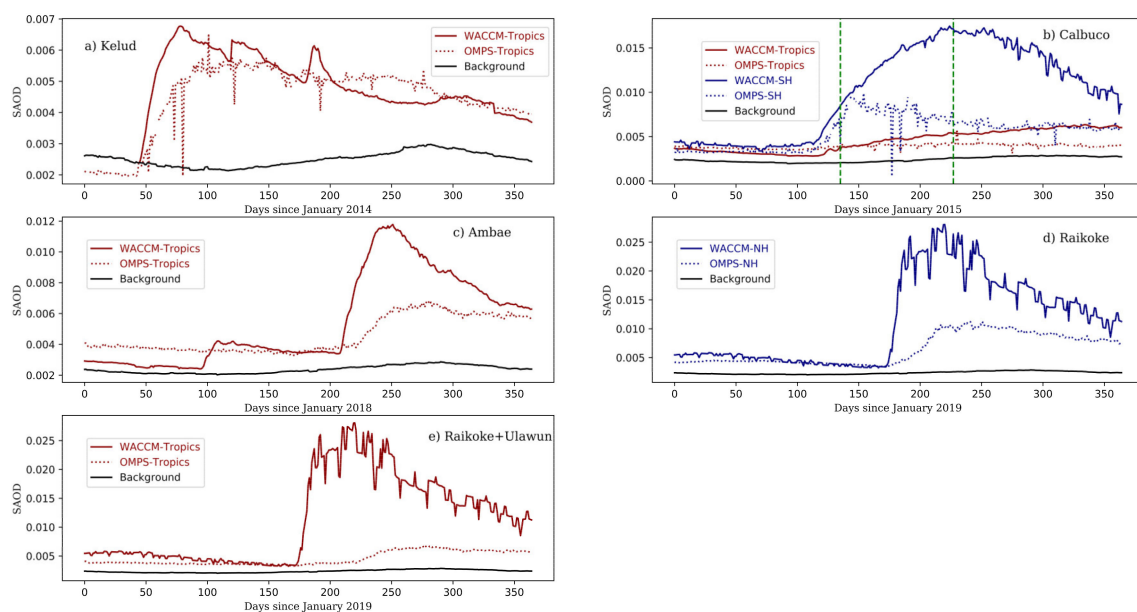 a) Kelud
WACCM-Tropics
OMPS-Tropics
Background
SAOD
0.007
0.006
0.005
0.004
0.003
0.002
0 50 100 150 200 250 300 350
Days since January 2014
b) Calbuco
WACCM-Tropics
OMPS-Tropics
WACCM-SH
OMPS-SH
Background
SAOD
0.015
0.010
0.005
0.000
0 50 100 150 200 250 300 350
Days since January 2015
c) Ambae
WACCM-Tropics
OMPS-Tropics
Background
SAOD
0.012
0.010
0.008
0.006
0.004
0.002
0 50 100 150 200 250 300 350
Days since January 2018
d) Raikoke
WACCM-NH
OMPS-NH
Background
SAOD
0.025
0.020
0.015
0.010
0.005
0 50 100 150 200 250 300 350
Days since January 2019
e) Raikoke+Ulawun
WACCM-Tropics
OMPS-Tropics
Background
SAOD
0.025
0.020
0.015
0.010
0.005
0 50 100 150 200 250 300 350
Days since January 2019